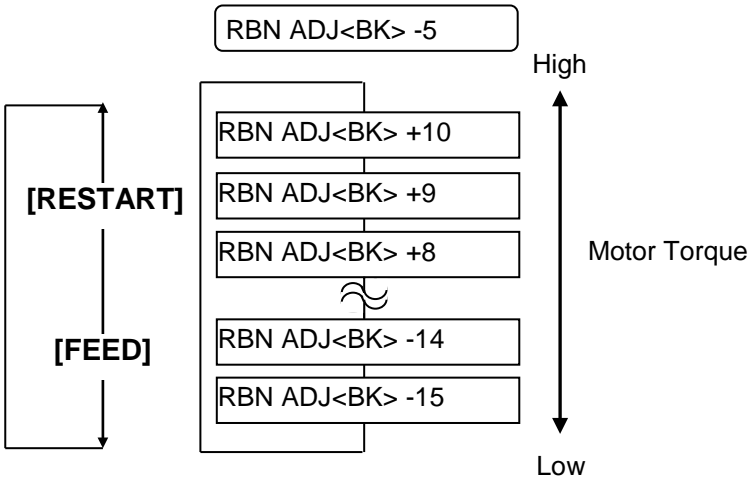 RBN ADJ<BK> -5
High
RBN ADJ<BK> +10
[RESTART]
RBN ADJ<BK> +9
RBN ADJ<BK> +8
Motor Torque
RBN ADJ<BK> -14
[FEED]
RBN ADJ<BK> -15
Low